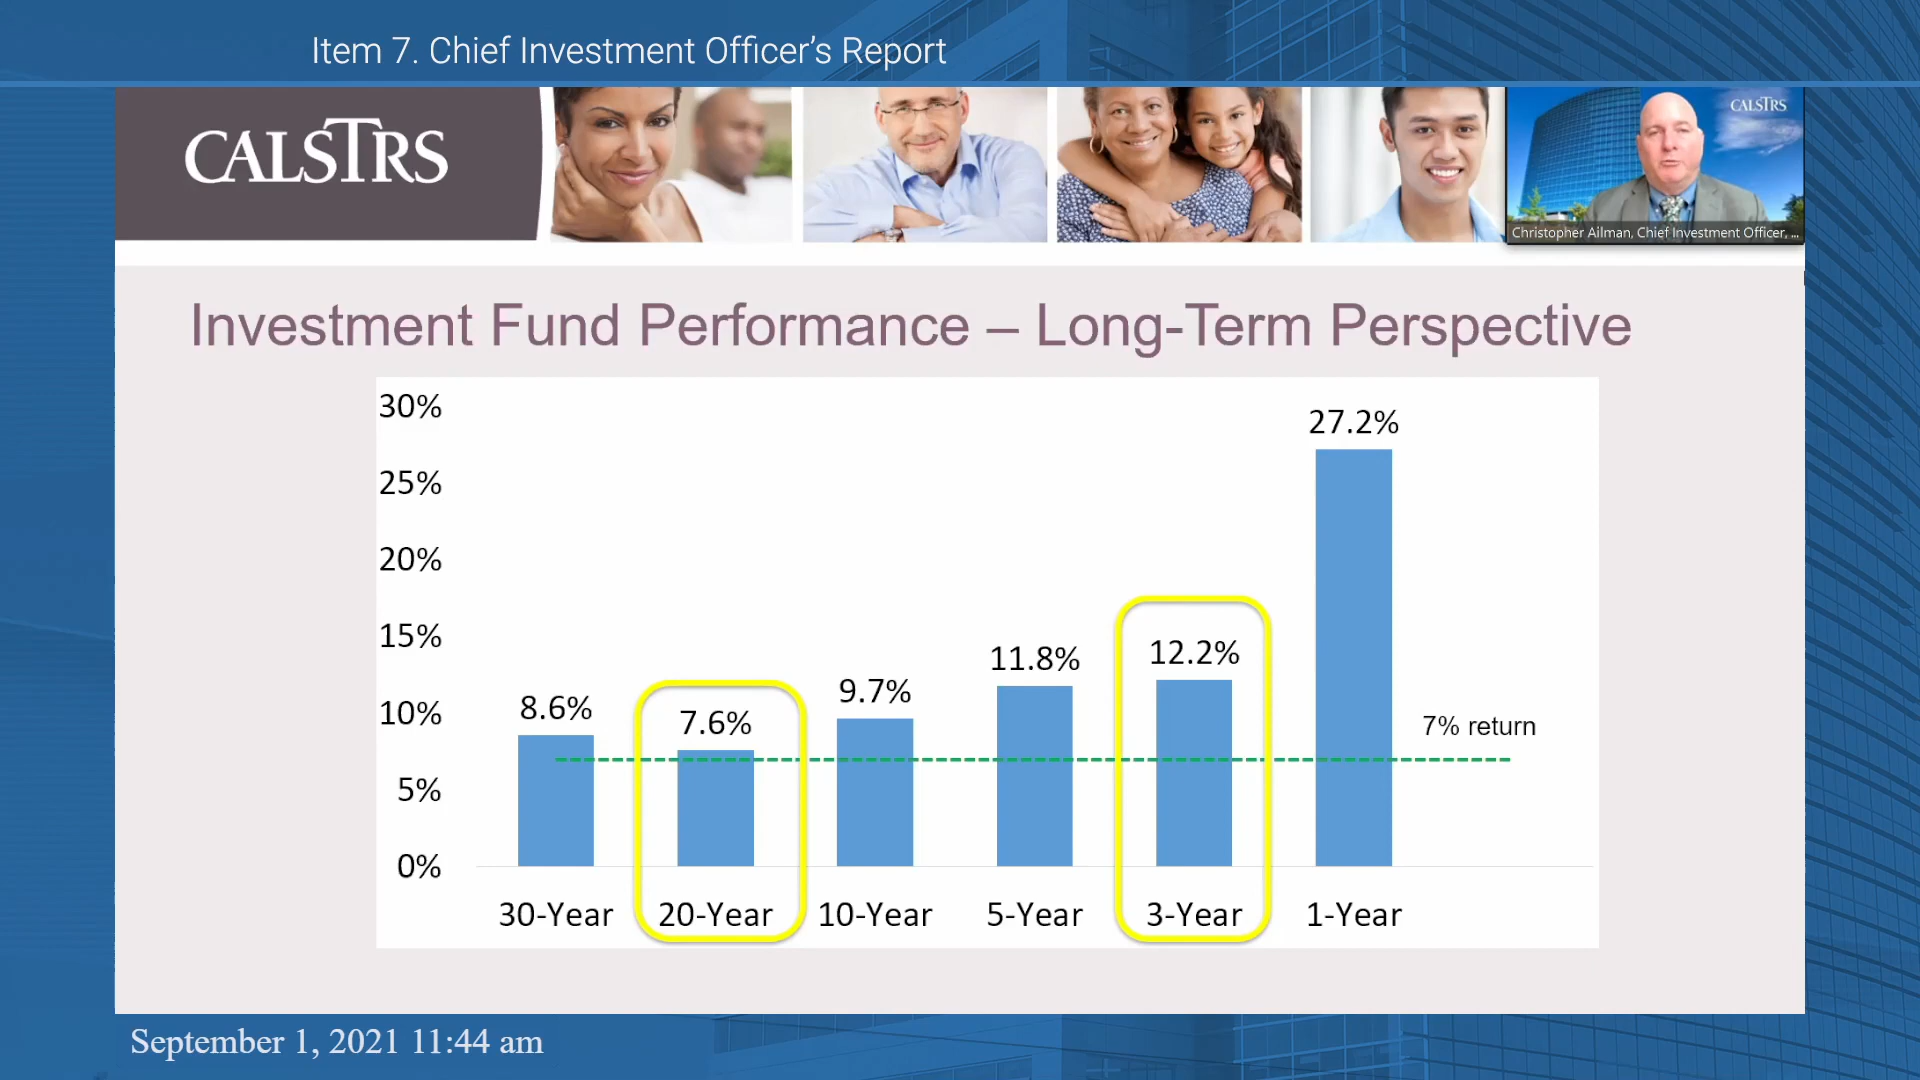 Item 7. Chief Investment Officer's Report
CALSTRS
CALSTRS
Christopher Ailman, Chief Investment Officer, ...
Investment Fund Performance – Long-Term Perspective
30%
25%
20%
15%
10%
5%
0%
8.6%
7.6%
9.7%
11.8%
12.2%
27.2%
7% return
30-Year
20-Year
10-Year
5-Year
3-Year
1-Year
September 1, 2021 11:44 am